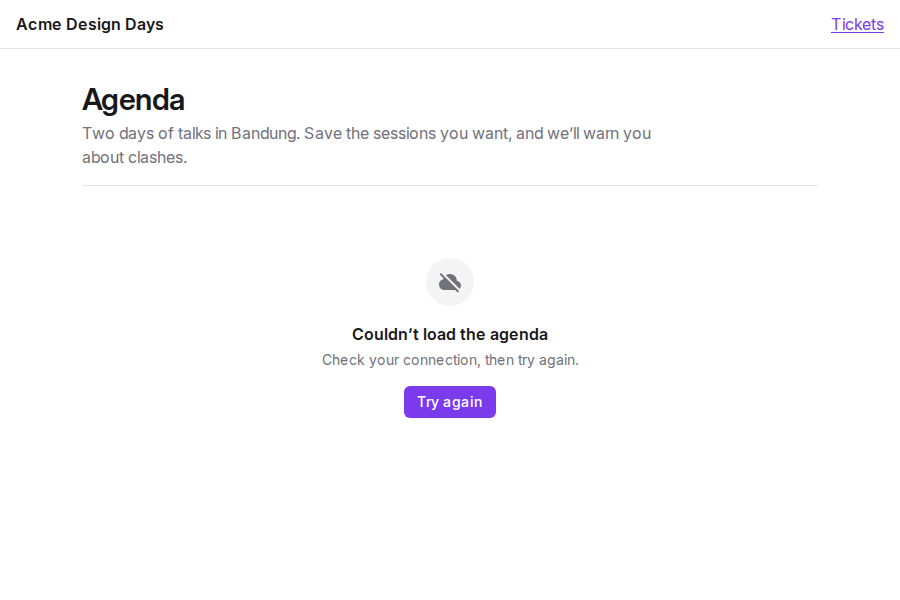 Acme Design Days
Tickets
Agenda
Two days of talks in Bandung. Save the sessions you want, and we’ll warn you
about clashes.
Couldn’t load the agenda
Check your connection, then try again.
Try again